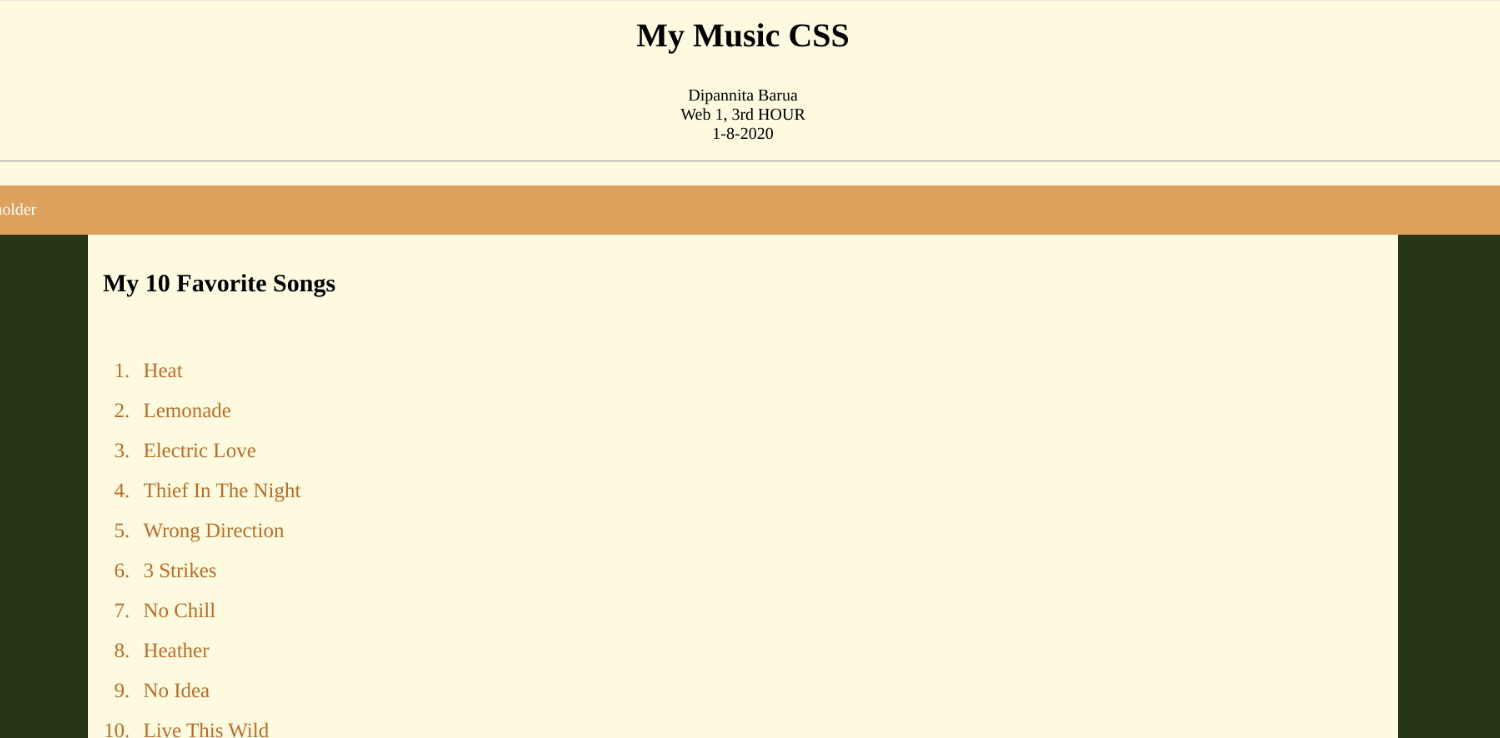 My Music CSS
Dipannita Barua
Web 1, 3rd HOUR
1-8-2020
older
My 10 Favorite Songs
1. Heat
2. Lemonade
3. Electric Love
4. Thief In The Night
5. Wrong Direction
6. 3 Strikes
7. No Chill
8. Heather
9. No Idea
10. Live This Wild